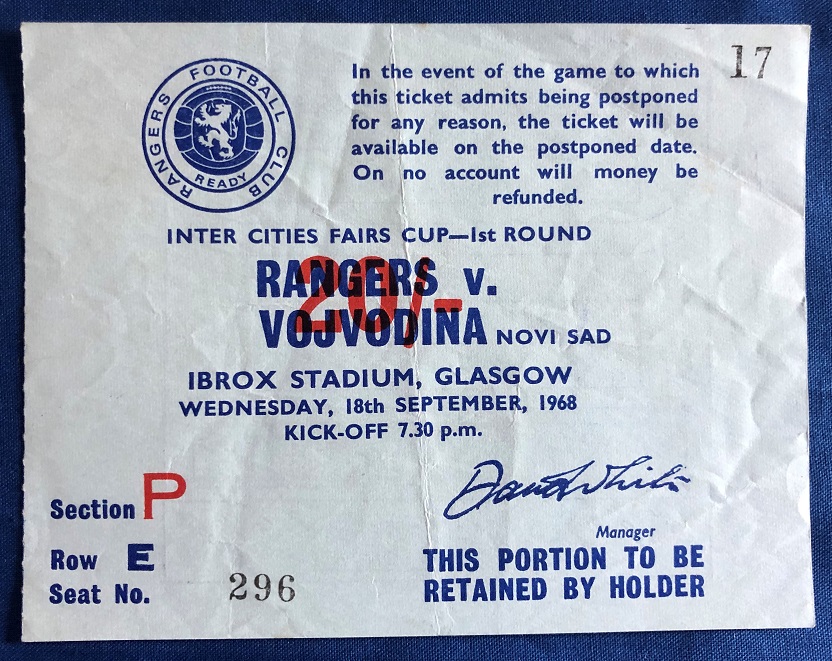 RANGERS FOOTBALL CLUB
READY
17
In the event of the game to which
this ticket admits being postponed
for any reason, the ticket will be
available on the postponed date.
On no account will money be
refunded.
INTER CITIES FAIRS CUP—1st ROUND
RANGERS v.
20/-
VOJVODINA NOVI SAD
IBROX STADIUM, GLASGOW
WEDNESDAY, 18th SEPTEMBER, 1968
KICK-OFF 7.30 p.m.
David White
Manager
Section P
Row E
Seat No. 296
THIS PORTION TO BE
RETAINED BY HOLDER